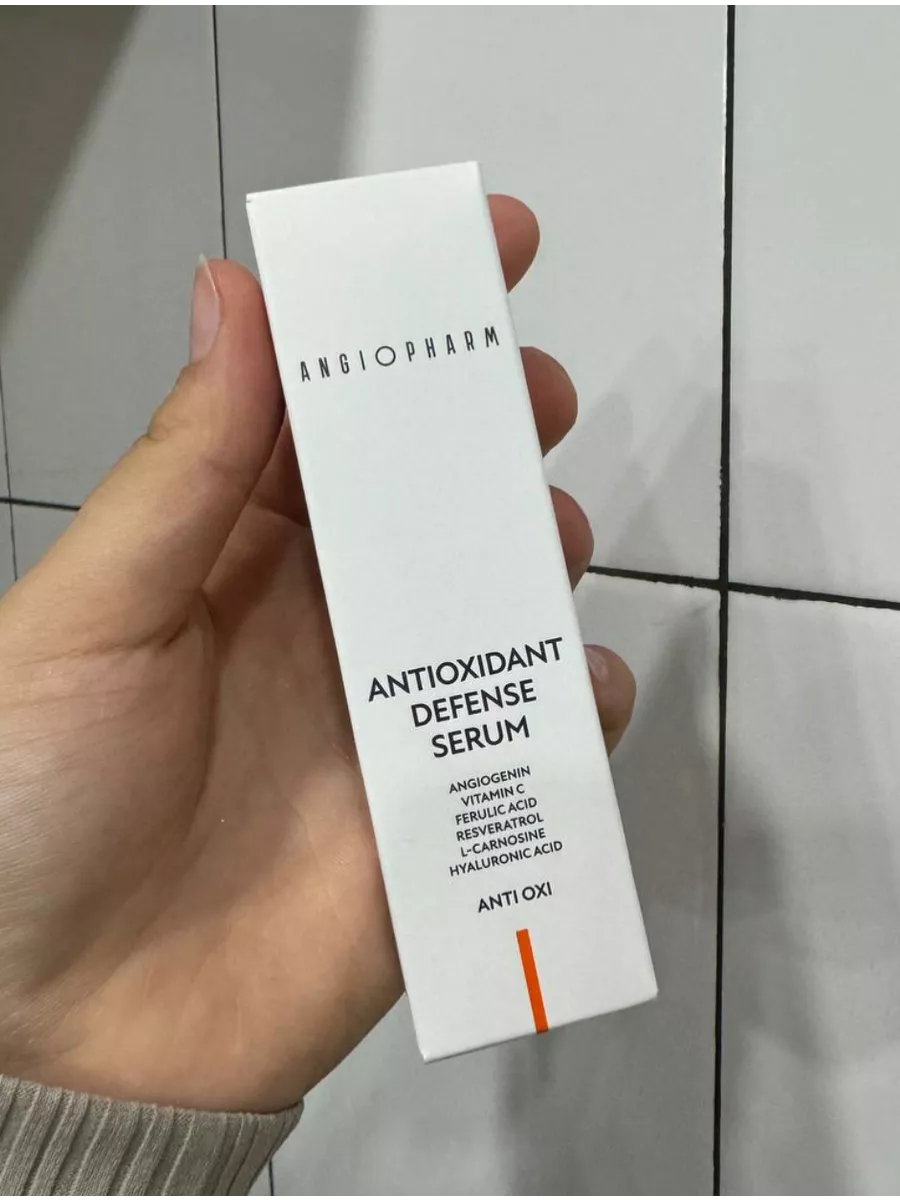 ANGIOPHARM
ANTIOXIDANT
DEFENSE
SERUM
ANGIOGENIN
VITAMIN C
FERULIC ACID
RESVERATROL
L-CARNOSINE
HYALURONIC ACID
ANTI OXI